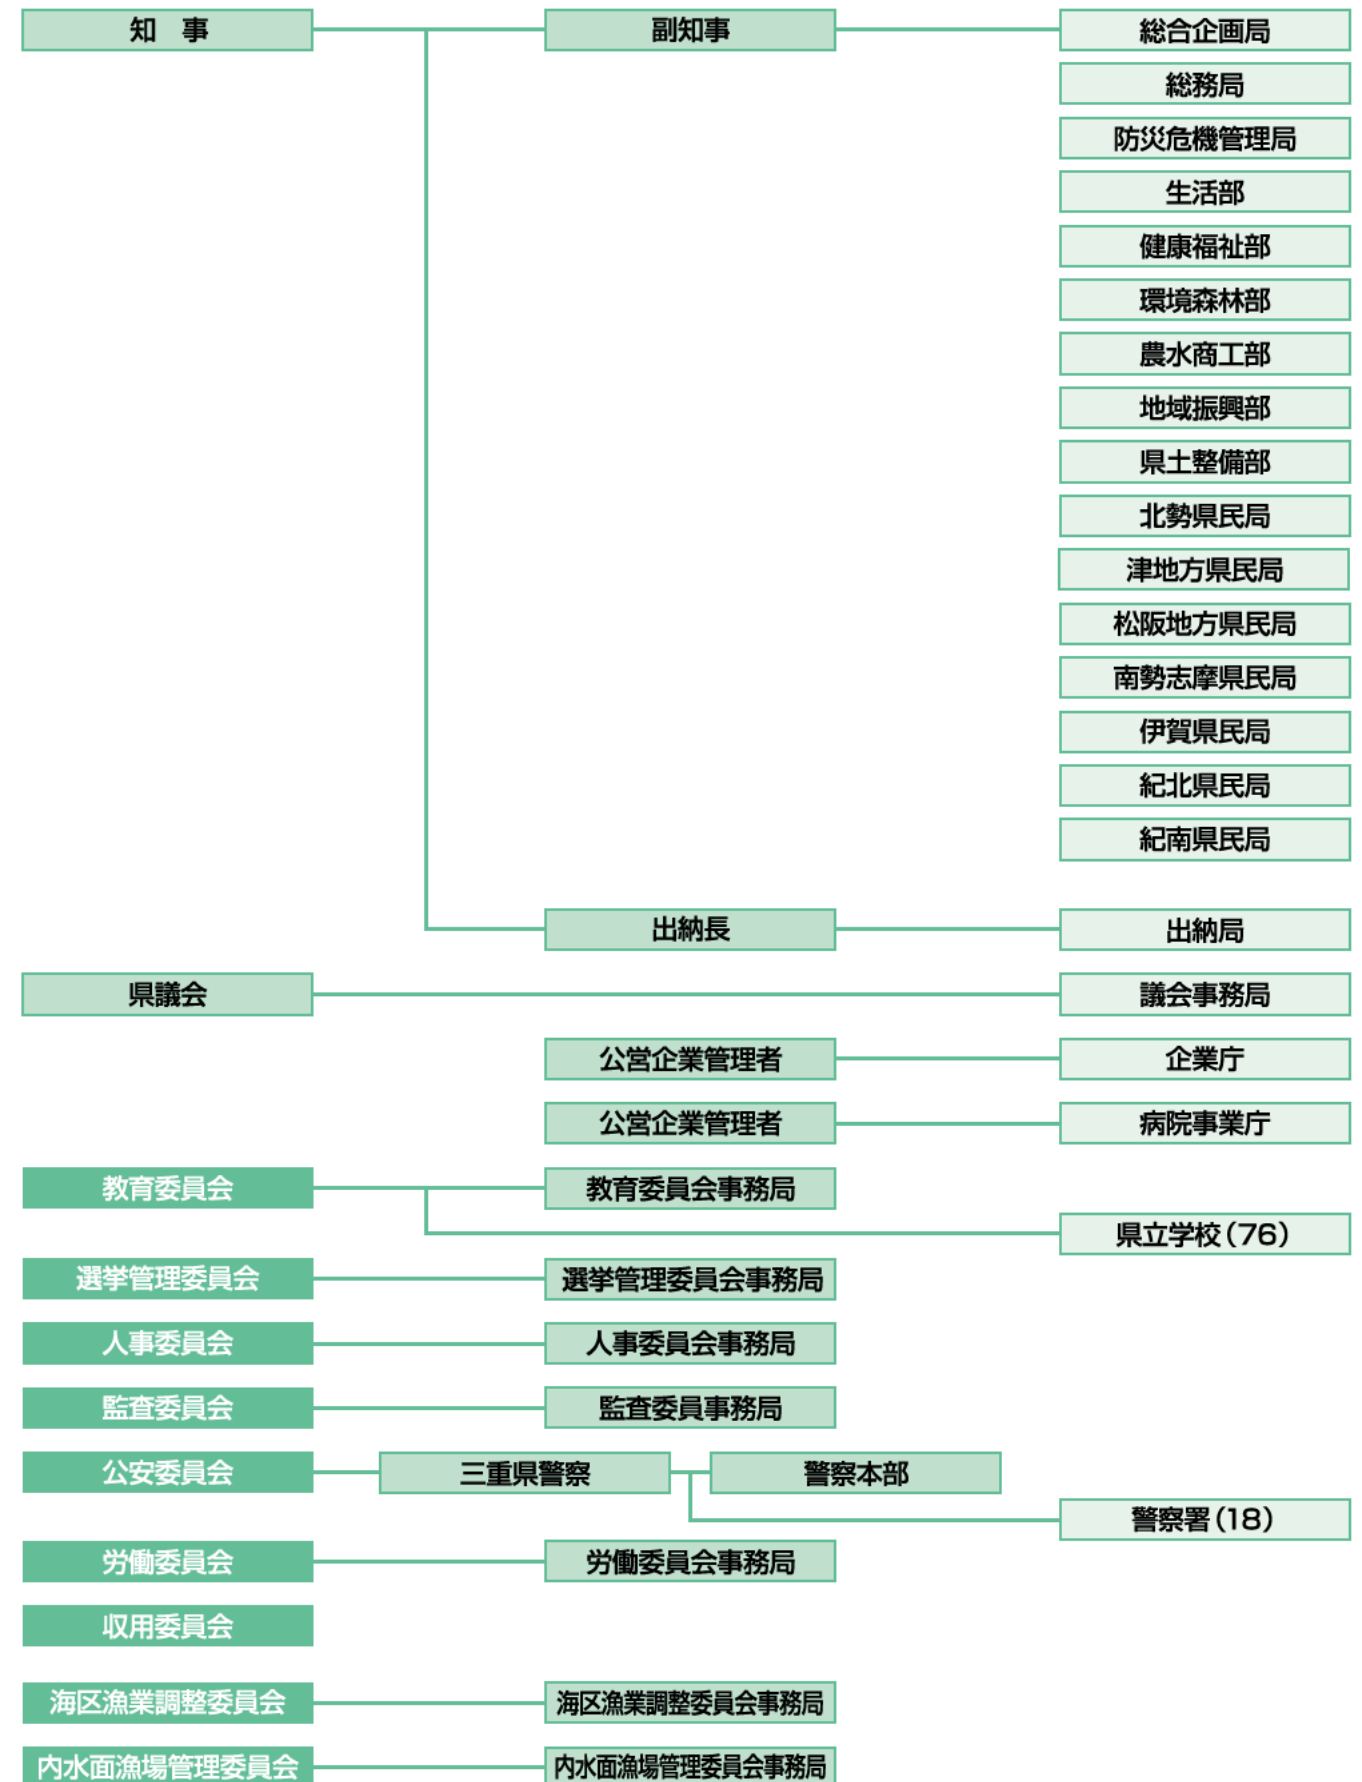 知　事
副知事
総合企画局
総務局
防災危機管理局
生活部
健康福祉部
環境森林部
農水商工部
地域振興部
県土整備部
北勢県民局
津地方県民局
松阪地方県民局
南勢志摩県民局
伊賀県民局
紀北県民局
紀南県民局
出納長
出納局
県議会
議会事務局
公営企業管理者
企業庁
公営企業管理者
病院事業庁
教育委員会
教育委員会事務局
県立学校（76）
選挙管理委員会
選挙管理委員会事務局
人事委員会
人事委員会事務局
監査委員会
監査委員事務局
公安委員会
三重県警察
警察本部
警察署（18）
労働委員会
労働委員会事務局
収用委員会
海区漁業調整委員会
海区漁業調整委員会事務局
内水面漁場管理委員会
内水面漁場管理委員会事務局